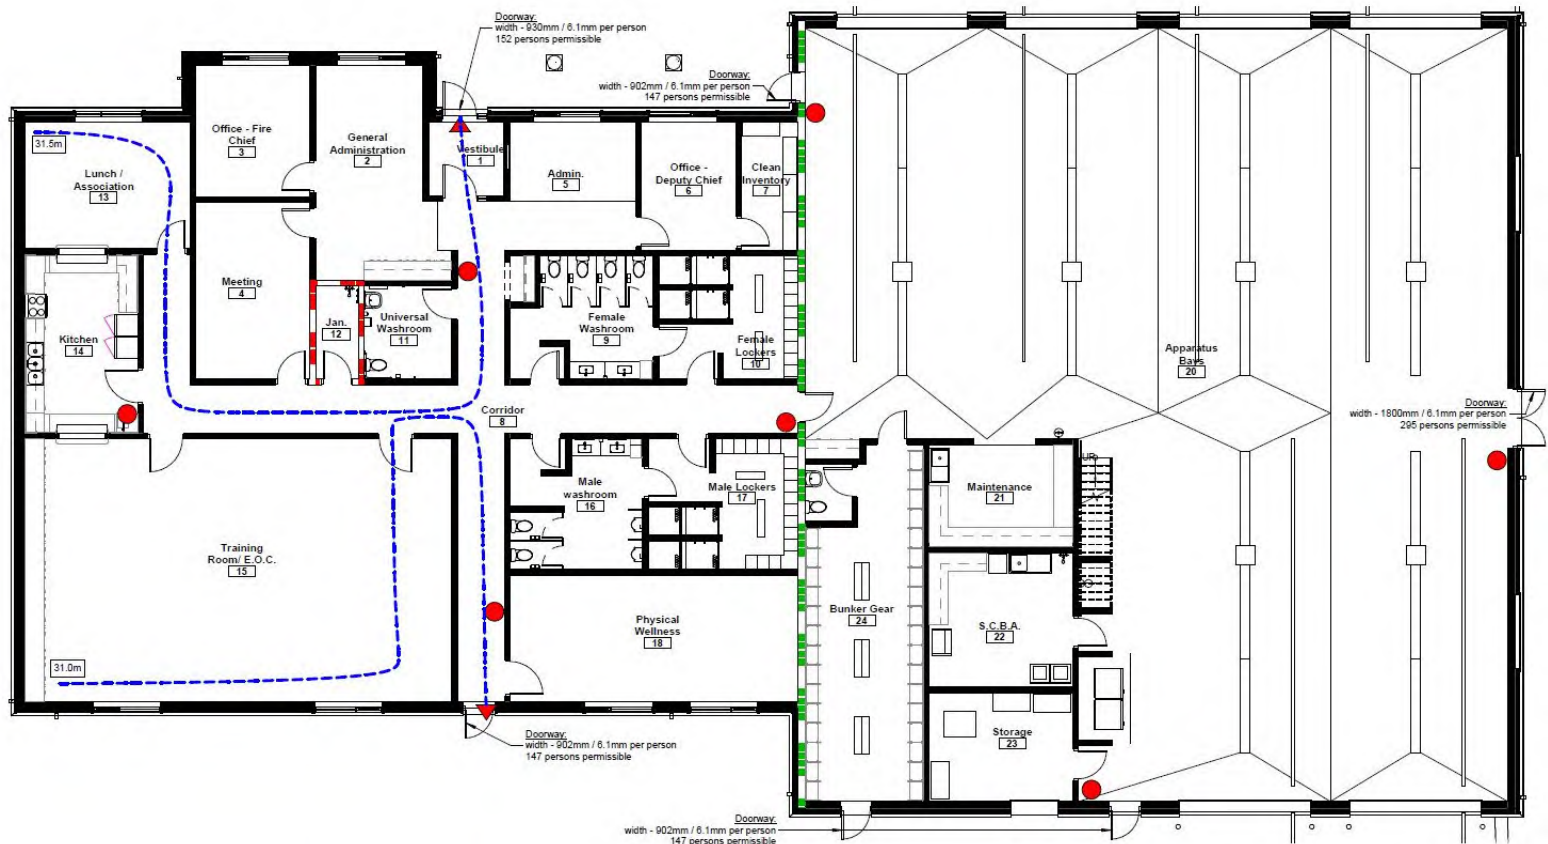 Doorway:
width - 930mm / 6.1mm per person
152 persons permissible
Doorway:
width - 902mm / 6.1mm per person
147 persons permissible
31.5m
Lunch /
Association
13
Office - Fire
Chief
3
General
Administration
2
Vestibule
1
Admin.
5
Office -
Deputy Chief
6
Clean
Inventory
7
Meeting
4
Jan.
12
Universal
Washroom
11
Female
Washroom
9
Female
Lockers
10
Kitchen
14
Apparatus
Bays
20
Corridor
8
Doorway:
width - 1800mm / 6.1mm per person
295 persons permissible
UP
Maintenance
21
Male
washroom
16
Male Lockers
17
Training
Room/ E.O.C.
15
31.0m
Physical
Wellness
18
Bunker Gear
24
S.C.B.A.
22
Storage
23
Doorway:
width - 902mm / 6.1mm per person
147 persons permissible
Doorway:
width - 902mm / 6.1mm per person
147 persons permissible